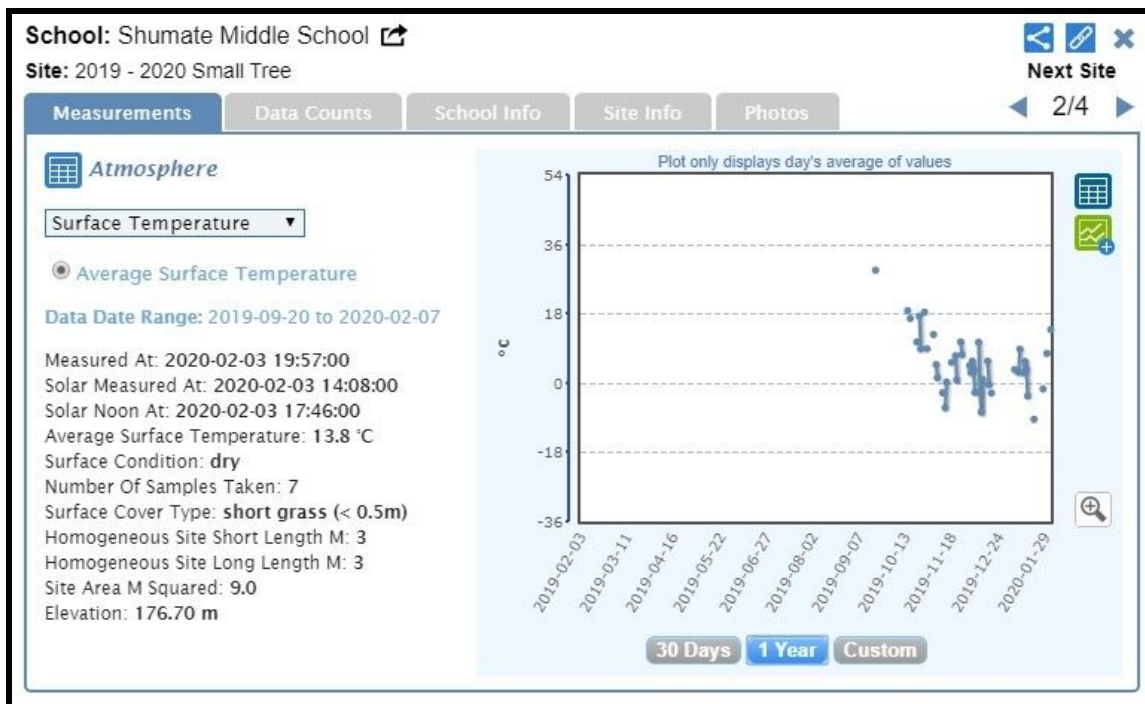 School: Shumate Middle School
Site: 2019 - 2020 Small Tree
Next Site
2/4
Measurements
Data Counts
School Info
Site Info
Photos
Atmosphere
Surface Temperature
Average Surface Temperature
Data Date Range: 2019-09-20 to 2020-02-07
Measured At: 2020-02-03 19:57:00
Solar Measured At: 2020-02-03 14:08:00
Solar Noon At: 2020-02-03 17:46:00
Average Surface Temperature: 13.8 °C
Surface Condition: dry
Number Of Samples Taken: 7
Surface Cover Type: short grass (< 0.5m)
Homogeneous Site Short Length M: 3
Homogeneous Site Long Length M: 3
Site Area M Squared: 9.0
Elevation: 176.70 m
Plot only displays day's average of values
54
36
18
0
-18
-36
°C
2019-02-03
2019-03-11
2019-04-16
2019-05-22
2019-06-27
2019-08-02
2019-09-07
2019-10-13
2019-11-18
2019-12-24
2020-01-29
30 Days
1 Year
Custom